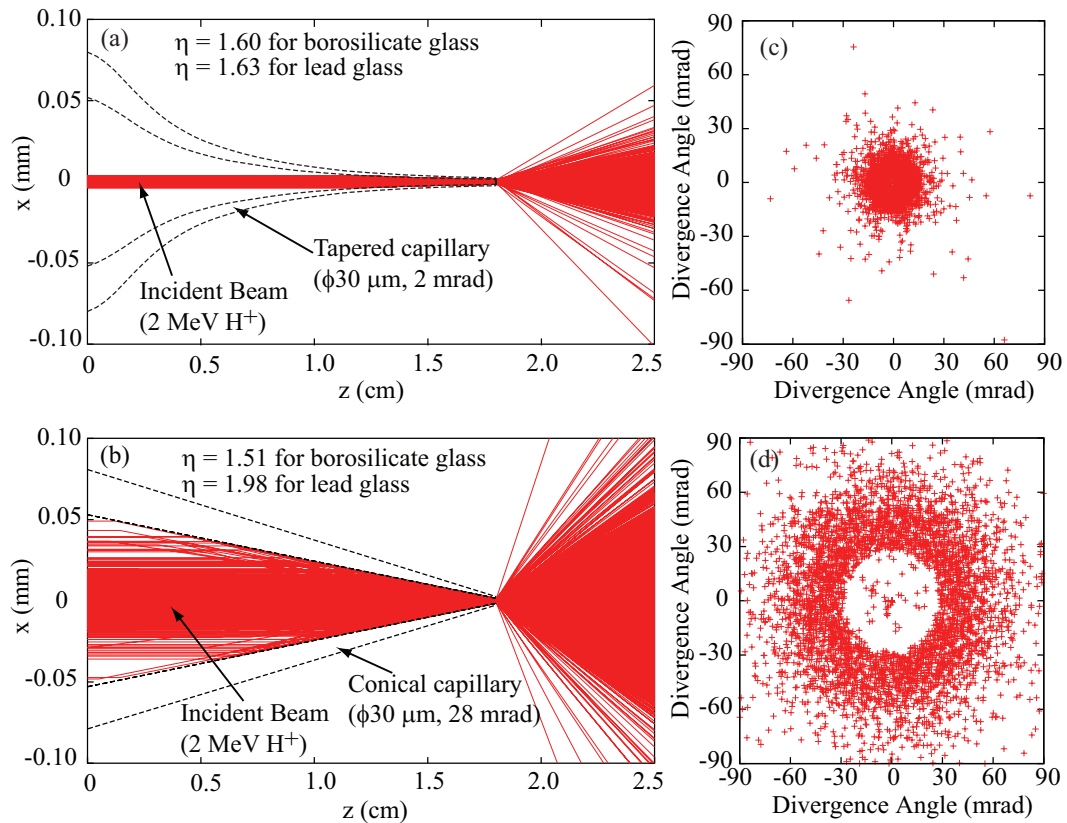 (a)
η = 1.60 for borosilicate glass
η = 1.63 for lead glass
0.10
0.05
0
-0.05
-0.10
x (mm)
Tapered capillary
(ϕ30 μm, 2 mrad)
Incident Beam
(2 MeV H⁺)
0 0.5 1.0 1.5 2.0 2.5
z (cm)
(c)
90
60
30
0
-30
-60
-90
Divergence Angle (mrad)
-90 -60 -30 0 30 60 90
Divergence Angle (mrad)
(b)
η = 1.51 for borosilicate glass
η = 1.98 for lead glass
0.10
0.05
0
-0.05
-0.10
x (mm)
Conical capillary
(ϕ30 μm, 28 mrad)
Incident Beam
(2 MeV H⁺)
0 0.5 1.0 1.5 2.0 2.5
z (cm)
(d)
90
60
30
0
-30
-60
-90
Divergence Angle (mrad)
-90 -60 -30 0 30 60 90
Divergence Angle (mrad)